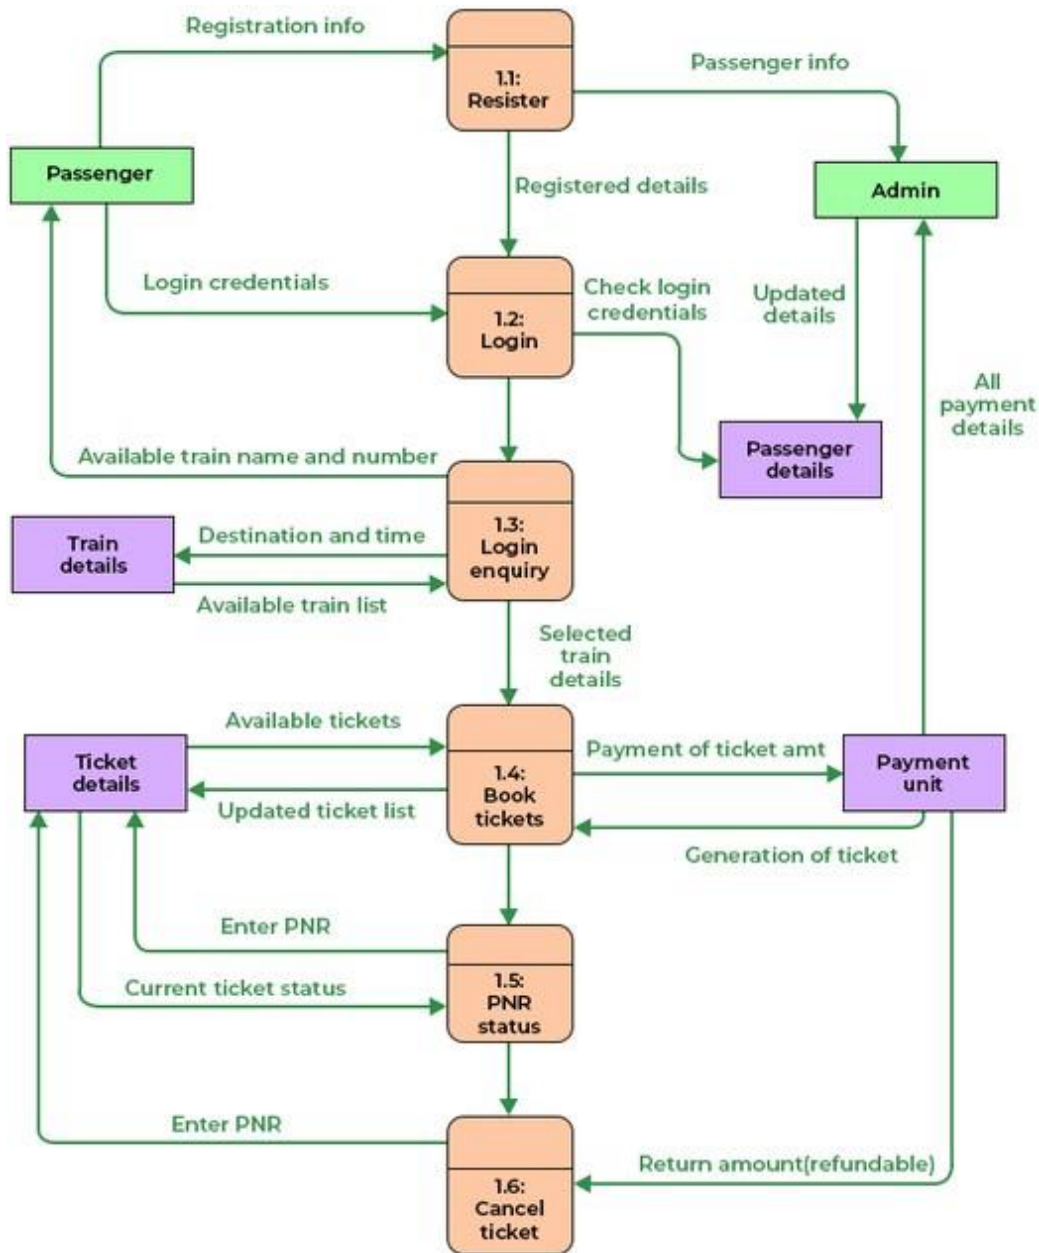 Registration info
1.1:
Resister
Passenger info
Passenger
Registered details
Admin
Login credentials
1.2:
Login
Check login
credentials
Updated
details
All
payment
details
Available train name and number
Passenger
details
1.3:
Login
enquiry
Train
details
Destination and time
Available train list
Selected
train
details
Available tickets
Ticket
details
Updated ticket list
1.4:
Book
tickets
Payment of ticket amt
Payment
unit
Generation of ticket
Enter PNR
Current ticket status
1.5:
PNR
status
Enter PNR
Return amount(refundable)
1.6:
Cancel
ticket